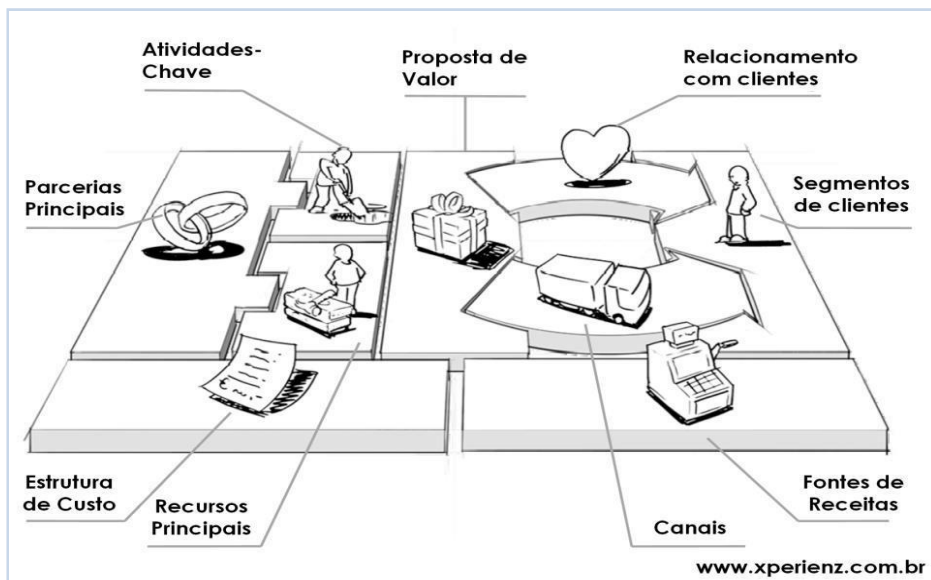 Atividades-
Chave
Proposta de
Valor
Relacionamento
com clientes
Parcerias
Principais
Segmentos
de clientes
Estrutura
de Custo
Recursos
Principais
Canais
Fontes de
Receitas
www.xperienz.com.br